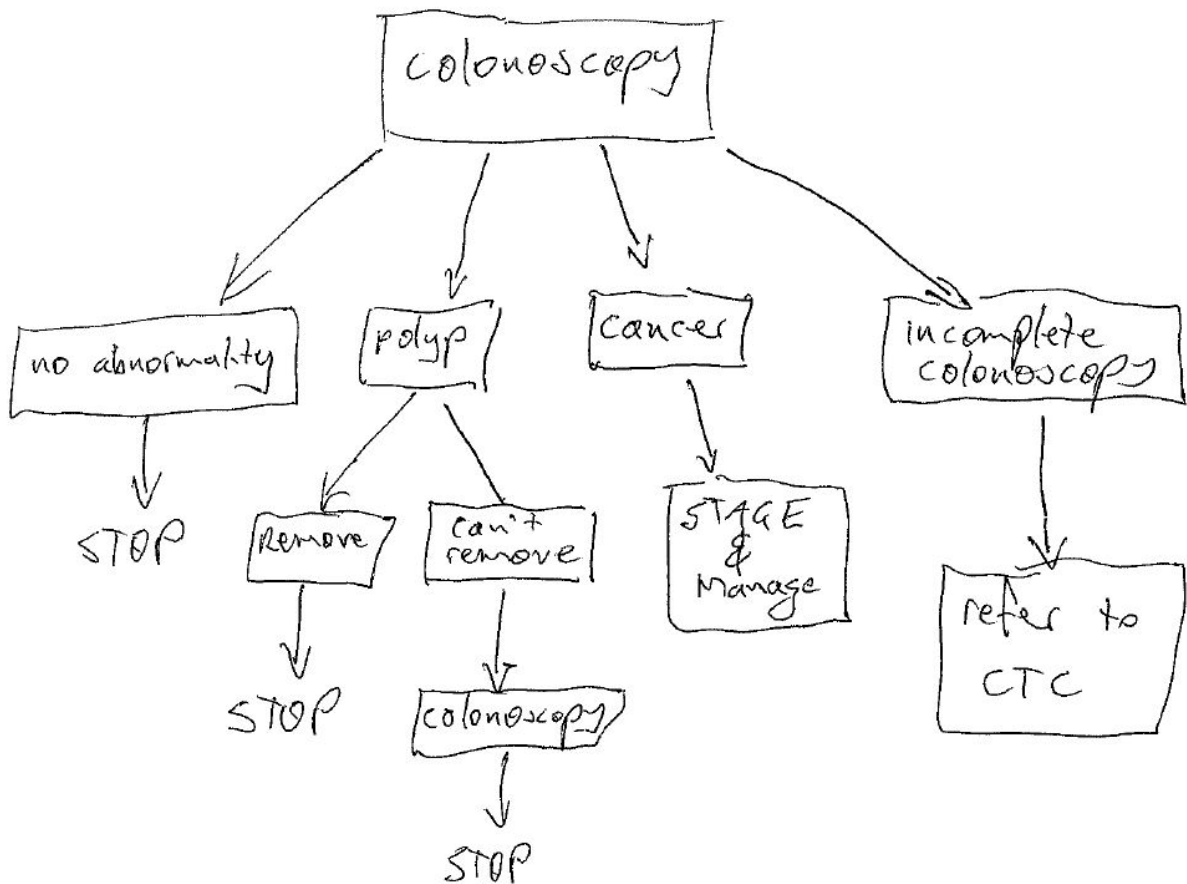 colonoscopy
no abnormality
polyp
cancer
incomplete
colonoscopy
STOP
Remove
can't
remove
STAGE
&
Manage
refer to
CTC
STOP
colonoscopy
STOP